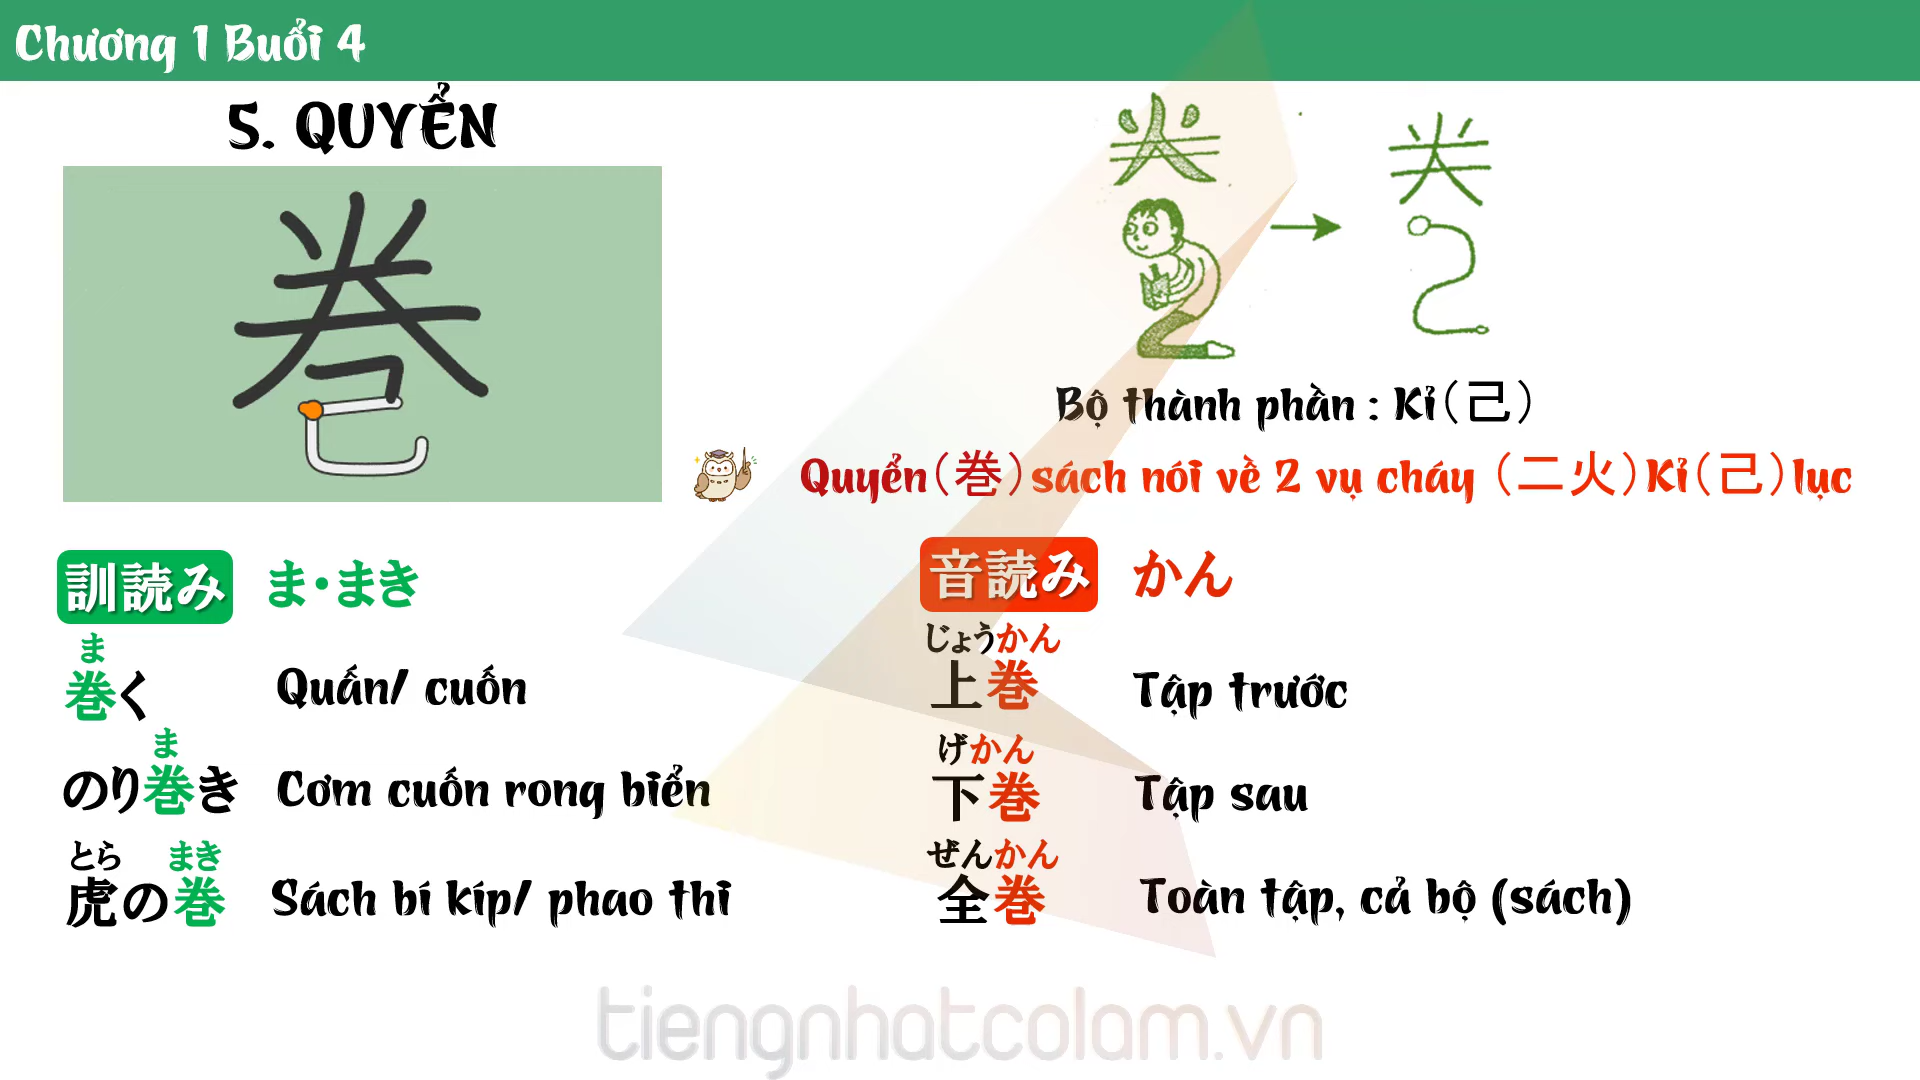 Chương 1 Buổi 4
5. QUYỂN
巻
Bộ thành phần : Kỉ（己）
Quyển（巻）sách nói về 2 vụ cháy （二火）Kỉ（己）lục
訓読み ま・まき
ま
巻く Quấn/ cuốn
ま
のり巻き Cơm cuốn rong biển
とら まき
虎の巻 Sách bí kíp/ phao thi
音読み かん
じょうかん
上巻 Tập trước
げかん
下巻 Tập sau
ぜんかん
全巻 Toàn tập, cả bộ (sách)
tiengnhatcolam.vn